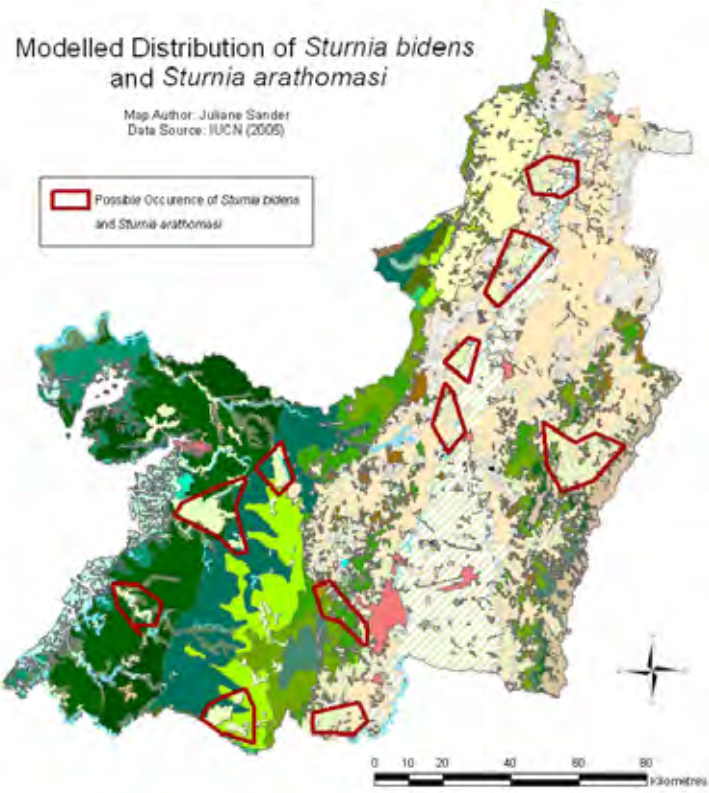 Modelled Distribution of Sturnia bidens
and Sturnia arathomasi
Map Author: Juliane Sander
Data Source: IUCN (2005)
Possible Occurence of Sturnia bidens
and Sturnia arathomasi
0 10 20 40 60 80
Kilometres